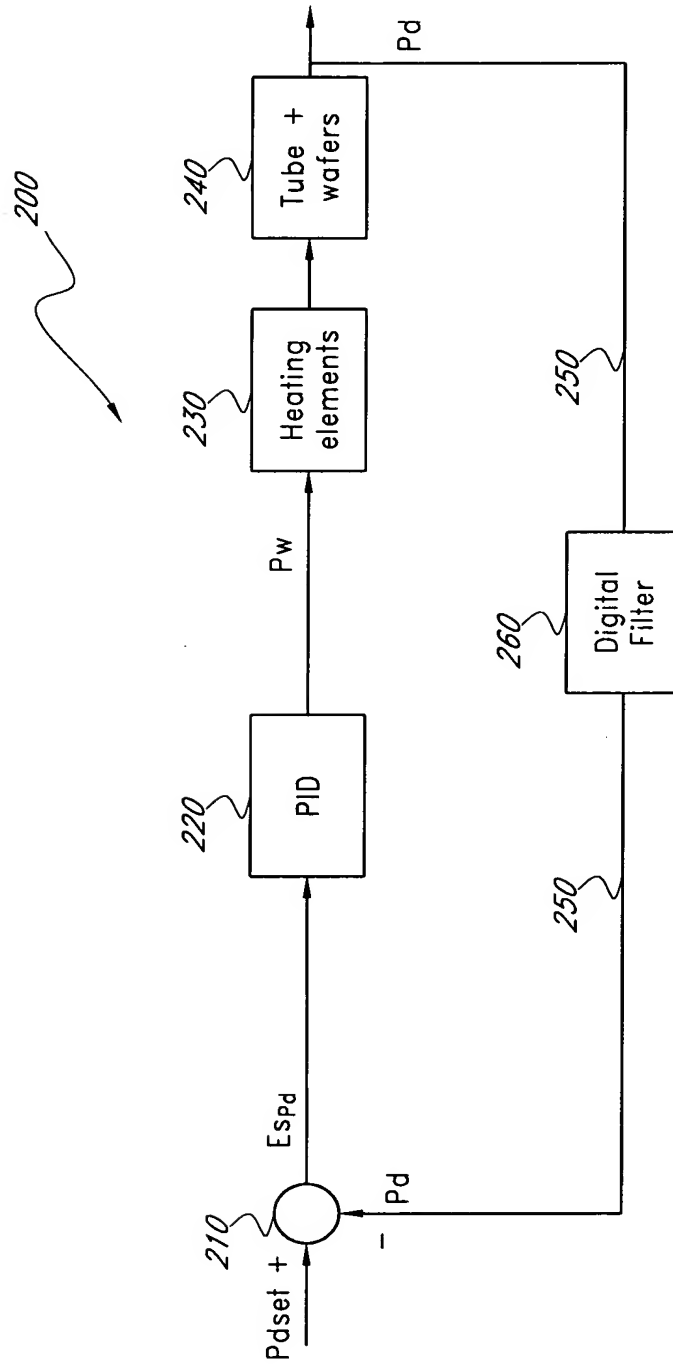 200
Pdset +
210
Es_Pd
220
PID
Pw
230
Heating
elements
240
Tube +
wafers
Pd
250
260
Digital
Filter
250
Pd
−